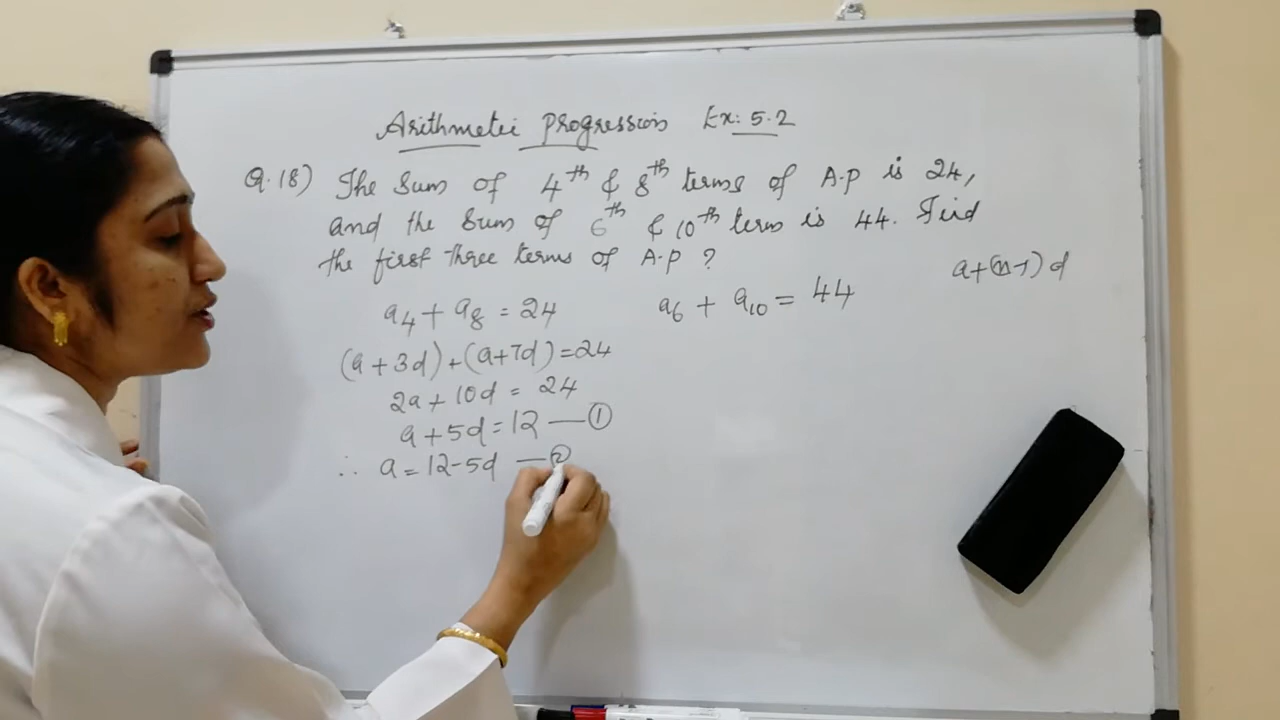 Arithmetic Progression Ex: 5.2
Q.18) The Sum of 4th & 8th terms of A.P is 24,
and the Sum of 6th & 10th term is 44. Find
the first three terms of A.P ?
a+(n-1)d
a4 + a8 = 24
(a+3d)+(a+7d)=24
2a+10d = 24
a+5d=12 —①
∴ a=12-5d —②
a6 + a10 = 44